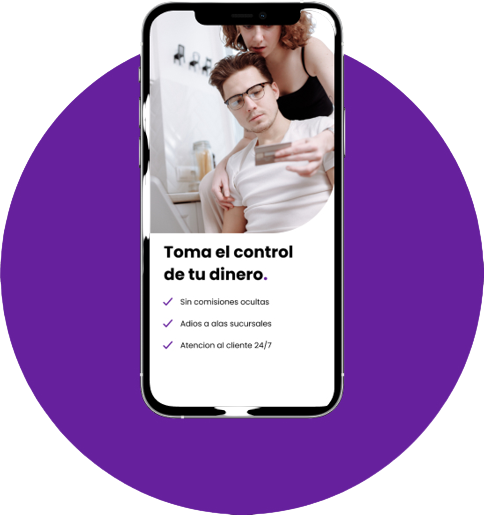 Toma el control
de tu dinero.
Sin comisiones ocultas
Adios a alas sucursales
Atencion al cliente 24/7